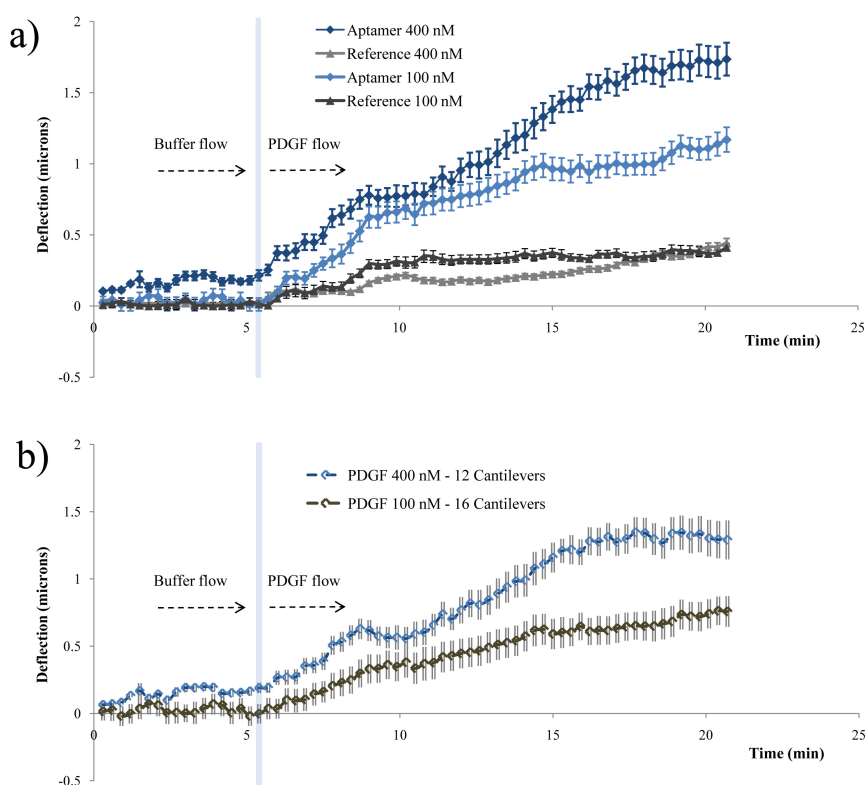 a)
2
1.5
1
0.5
0
-0.5
Deflection (microns)
Aptamer 400 nM
Reference 400 nM
Aptamer 100 nM
Reference 100 nM
Buffer flow
PDGF flow
0
5
10
15
20
25
Time (min)
b)
2
1.5
1
0.5
0
-0.5
Deflection (microns)
PDGF 400 nM - 12 Cantilevers
PDGF 100 nM - 16 Cantilevers
Buffer flow
PDGF flow
0
5
10
15
20
25
Time (min)